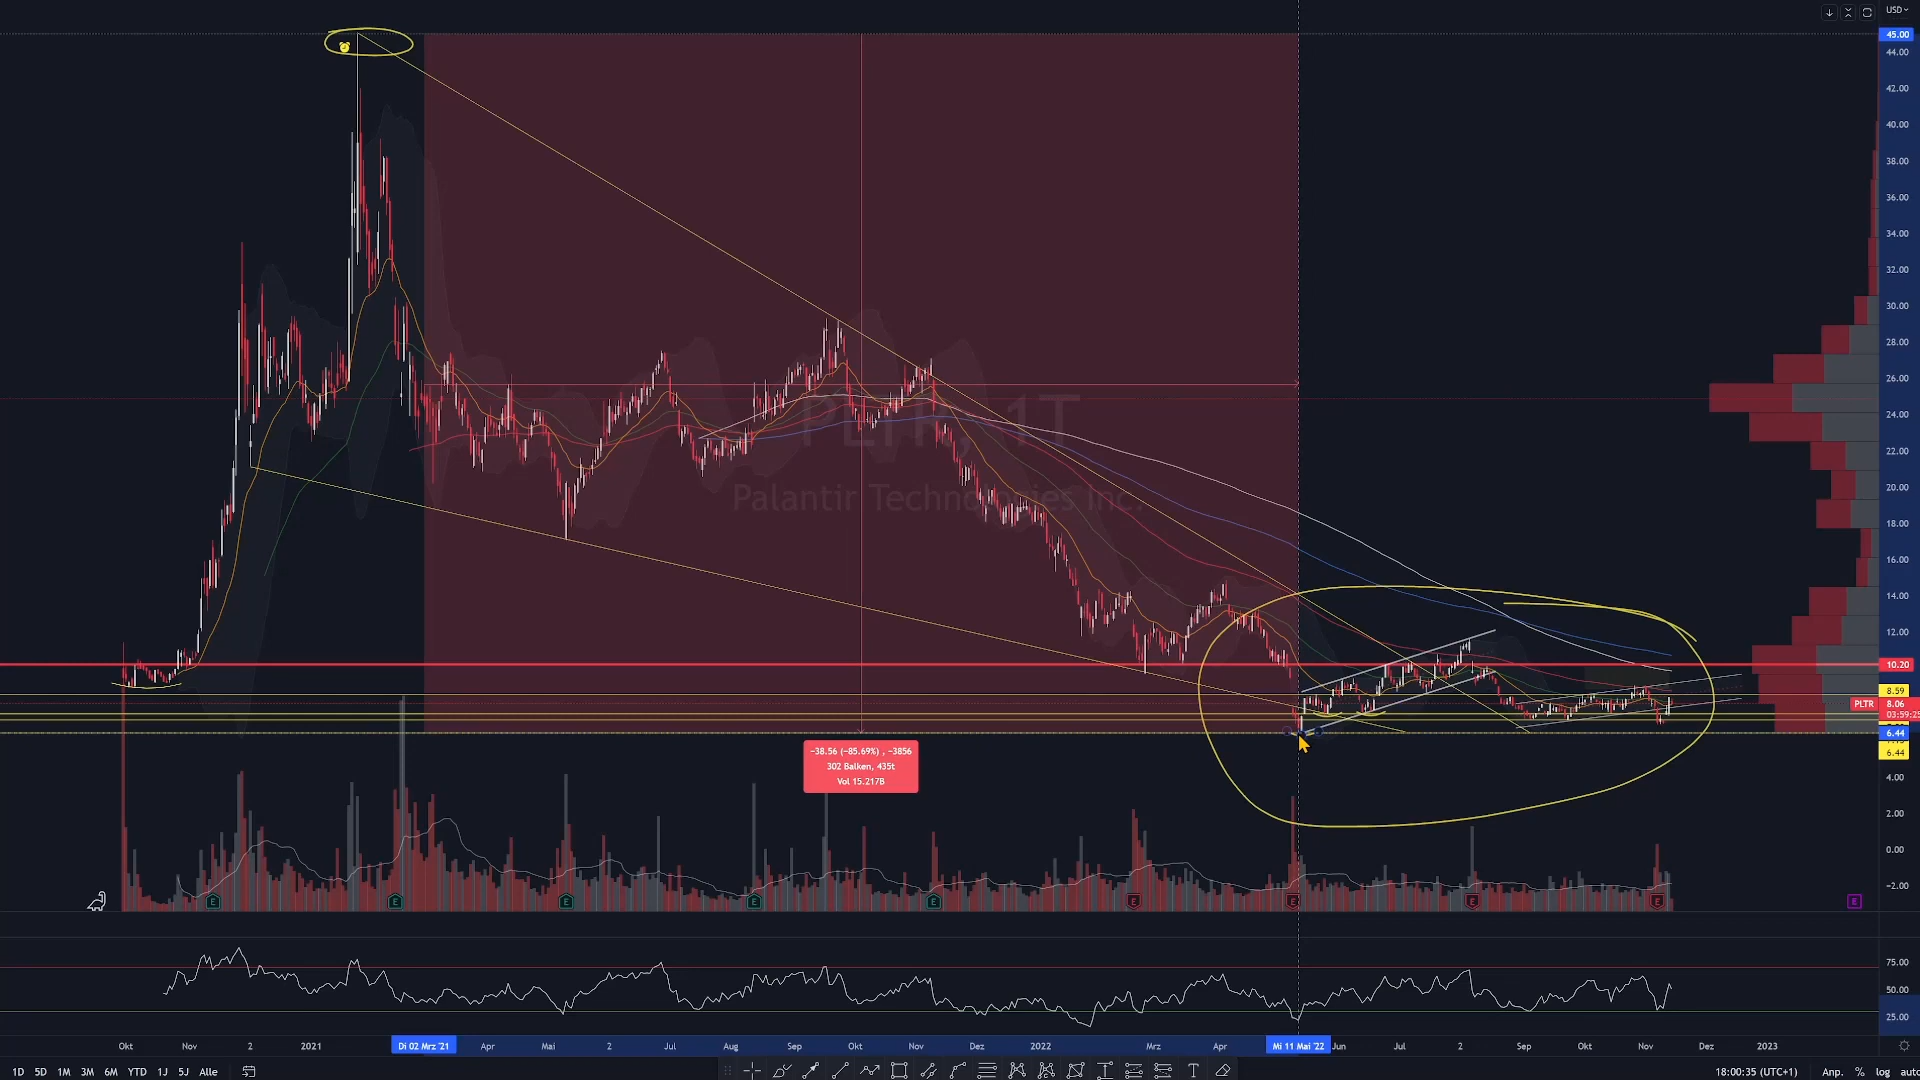 USD
45.00
44.00
42.00
40.00
38.00
36.00
34.00
32.00
30.00
28.00
26.00
24.00
22.00
20.00
18.00
16.00
14.00
12.00
10.20
8.59
PLTR 8.06
03:59:25
6.44
6.44
4.00
2.00
0.00
−2.00
PLTR, 1T
Palantir Technologies Inc.
−38.56 (−85.69%) , −3856
302 Balken, 435t
Vol 15.217B
E E E E E E E E E E
75.00
50.00
25.00
Okt Nov 2 2021 Di 02 Mrz '21 Apr Mai 2 Jul Aug Sep Okt Nov Dez 2022 Mrz Apr Mi 11 Mai '22 Jun Jul 2 Sep Okt Nov Dez 2023
1D 5D 1M 3M 6M YTD 1J 5J Alle
T
18:00:35 (UTC+1) Anp. % log auto